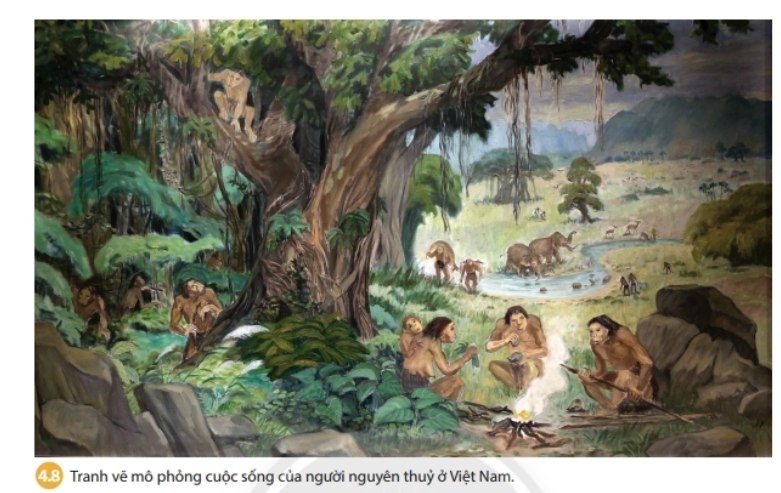 4.8 Tranh vẽ mô phỏng cuộc sống của người nguyên thuỷ ở Việt Nam.